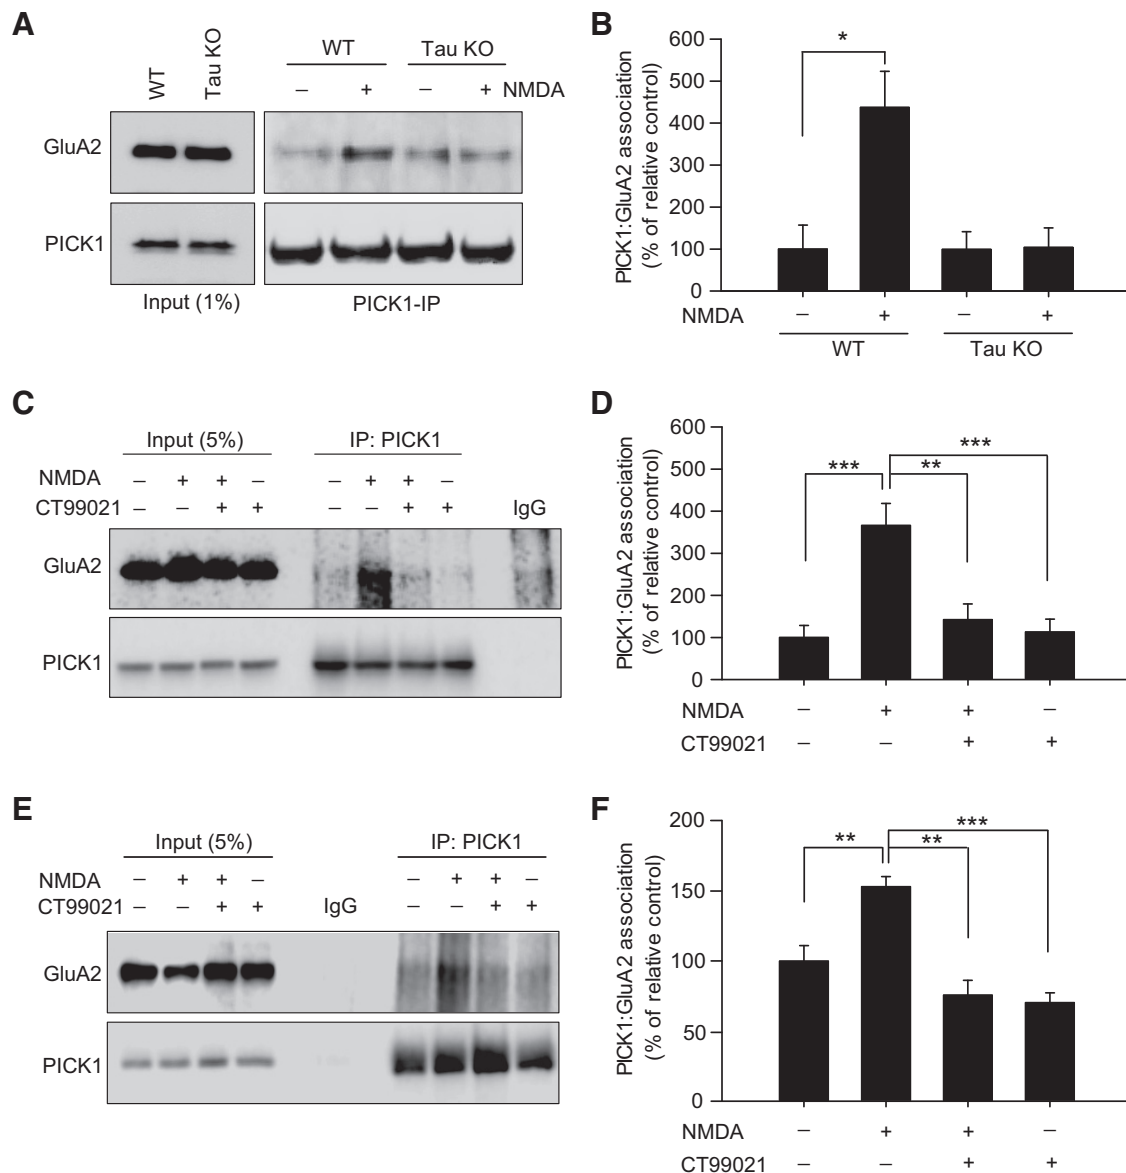 A
WT
Tau KO
WT
Tau KO
– + – + NMDA
GluA2
PICK1
Input (1%)
PICK1-IP
B
PICK1:GluA2 association
(% of relative control)
600
500
400
300
200
100
0
*
NMDA – + – +
WT
Tau KO
C
Input (5%)
IP: PICK1
NMDA – + + – – + + –
CT99021 – – + + – – + + IgG
GluA2
PICK1
D
PICK1:GluA2 association
(% of relative control)
600
500
400
300
200
100
0
***
**
***
NMDA – + + –
CT99021 – – + +
E
Input (5%)
IP: PICK1
NMDA – + + – – + + –
CT99021 – – + + IgG – – + +
GluA2
PICK1
F
PICK1:GluA2 association
(% of relative control)
200
150
100
50
0
**
**
***
NMDA – + + –
CT99021 – – + +